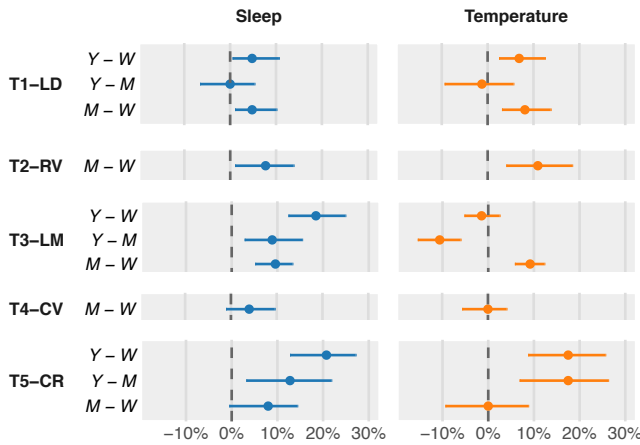 Sleep Temperature
Y – W
T1–LD Y – M
M – W
T2–RV M – W
Y – W
T3–LM Y – M
M – W
T4–CV M – W
Y – W
T5–CR Y – M
M – W
−10% 0% 10% 20% 30% −10% 0% 10% 20% 30%